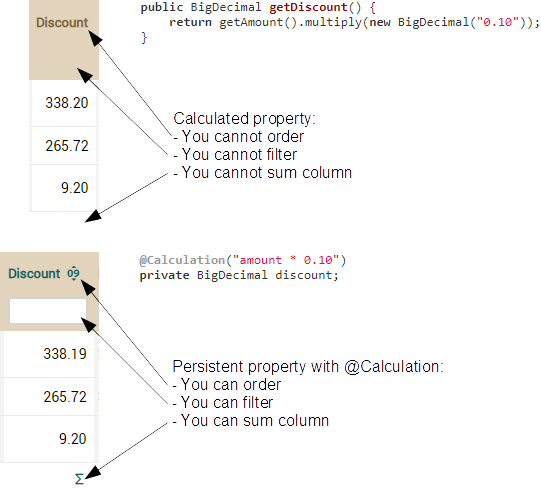 Discount
public BigDecimal getDiscount() {
return getAmount().multiply(new BigDecimal("0.10"));
}
338.20
265.72
9.20
Calculated property:
- You cannot order
- You cannot filter
- You cannot sum column
Discount 09
@Calculation("amount * 0.10")
private BigDecimal discount;
338.19
265.72
9.20
Σ
Persistent property with @Calculation:
- You can order
- You can filter
- You can sum column